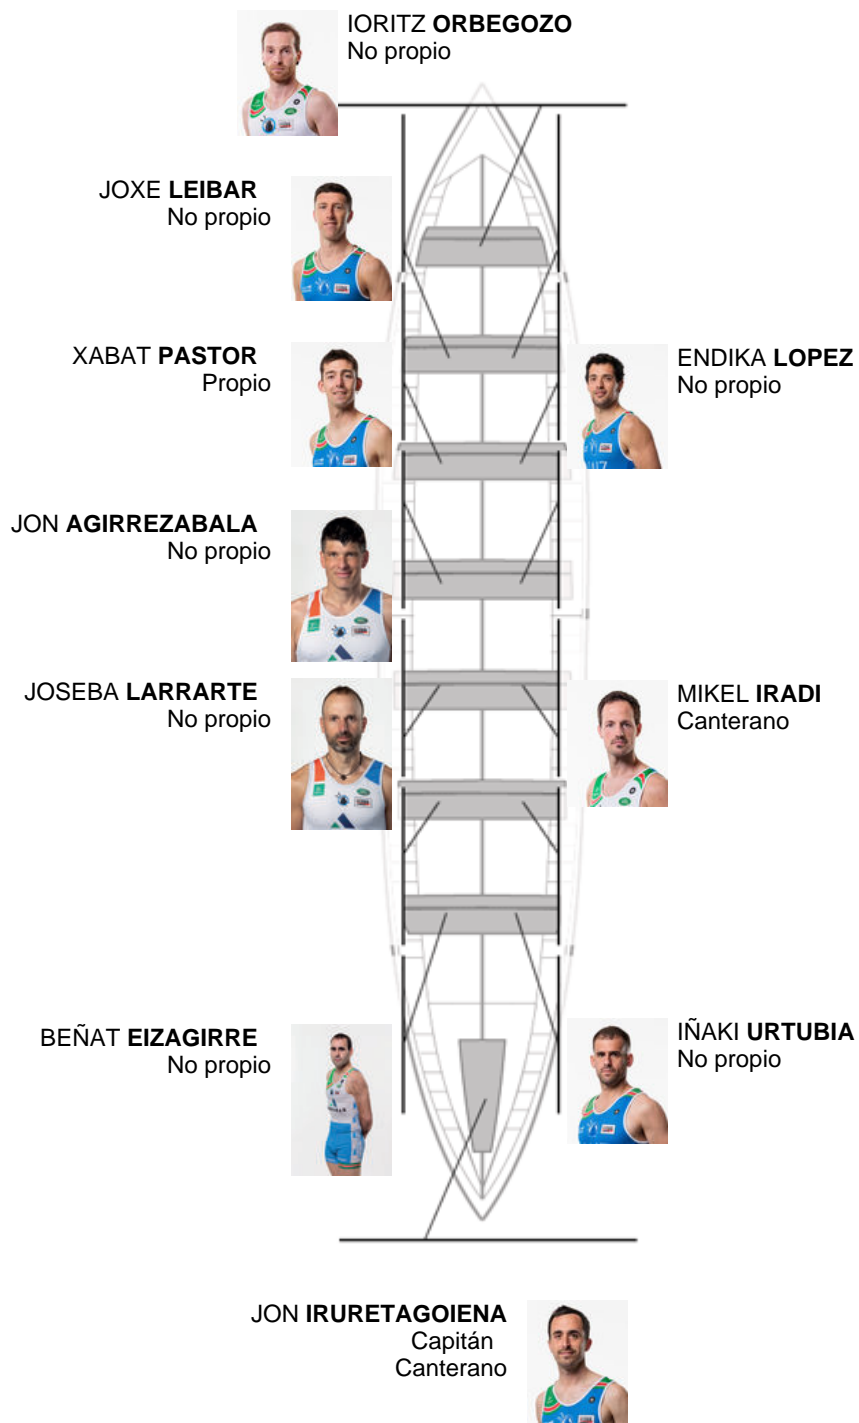 IORITZ ORBEGOZO
No propio
JOXE LEIBAR
No propio
XABAT PASTOR
Propio
ENDIKA LOPEZ
No propio
JON AGIRREZABALA
No propio
JOSEBA LARRARTE
No propio
MIKEL IRADI
Canterano
BEÑAT EIZAGIRRE
No propio
IÑAKI URTUBIA
No propio
JON IRURETAGOIENA
Capitán
Canterano